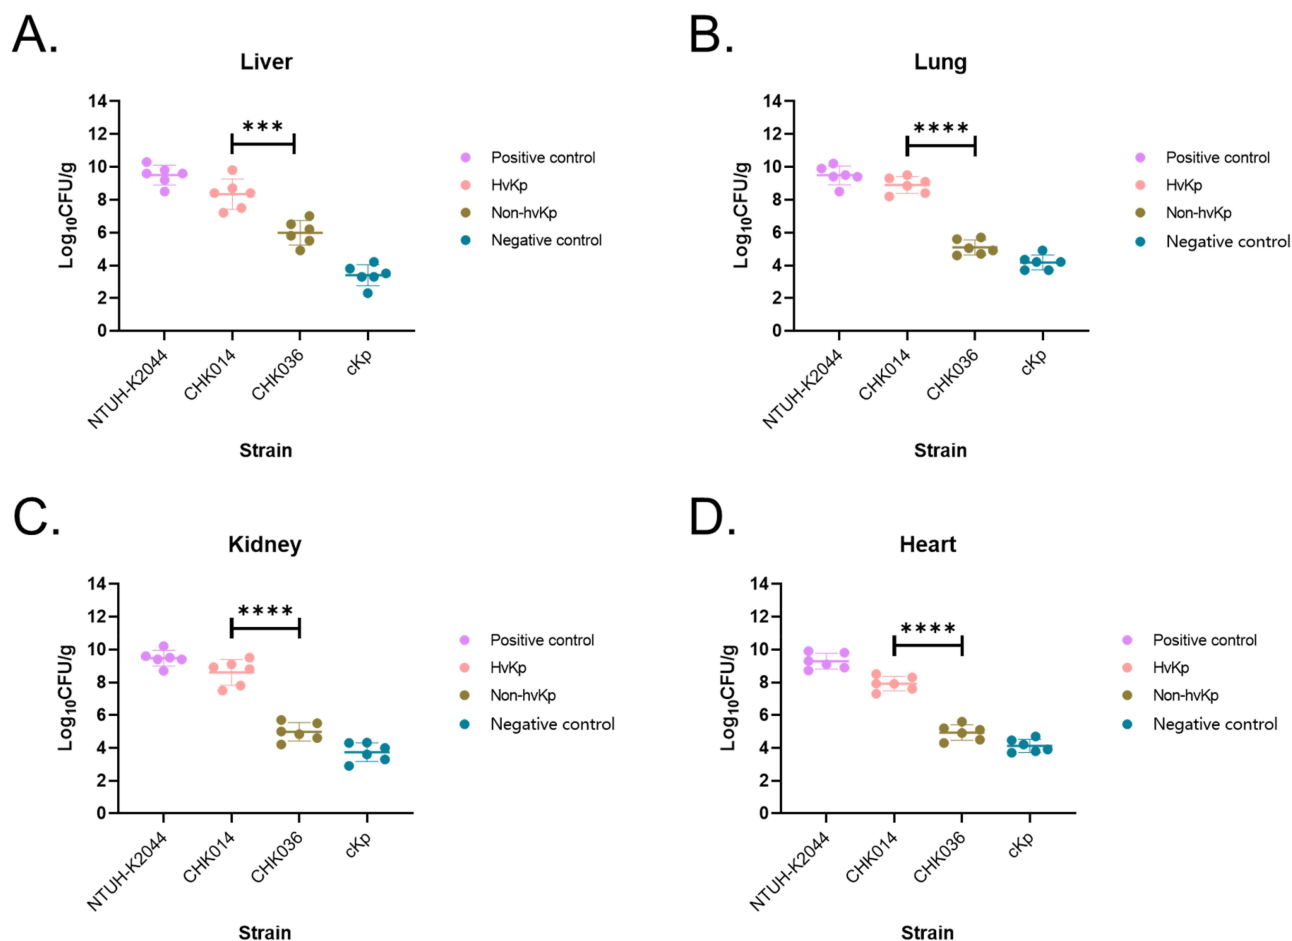 A.
Liver
14
12
10
8
6
4
2
0
Log10CFU/g
***
NTUH-K2044
CHK014
CHK036
cKp
Strain
Positive control
HvKp
Non-hvKp
Negative control
B.
Lung
14
12
10
8
6
4
2
0
Log10CFU/g
****
NTUH-K2044
CHK014
CHK036
cKp
Strain
Positive control
HvKp
Non-hvKp
Negative control
C.
Kidney
14
12
10
8
6
4
2
0
Log10CFU/g
****
NTUH-K2044
CHK014
CHK036
cKp
Strain
Positive control
HvKp
Non-hvKp
Negative control
D.
Heart
14
12
10
8
6
4
2
0
Log10CFU/g
****
NTUH-K2044
CHK014
CHK036
cKp
Strain
Positive control
HvKp
Non-hvKp
Negative control